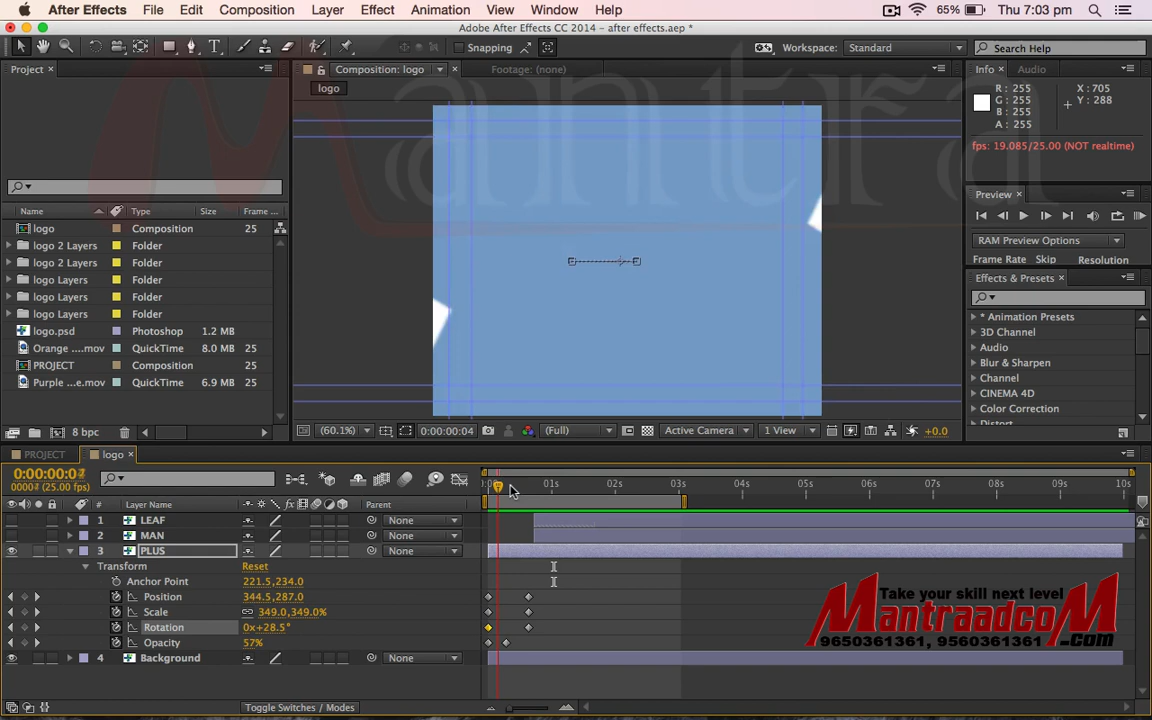 After Effects File Edit Composition Layer Effect Animation View Window Help 65% Thu 7:03 pm
Adobe After Effects CC 2014 - after effects.aep *
Snapping Workspace: Standard Search Help
Project Composition: logo Footage: (none) Info Audio
logo
R : 255 X : 705
G : 255 Y : 288
B : 255
A : 255
fps: 19.085/25.00 (NOT realtime)
Mantra
Preview
RAM Preview Options
Frame Rate Skip Resolution
Effects & Presets
Name Type Size Frame ...
logo Composition 25
logo 2 Layers Folder
logo 2 Layers Folder
logo Layers Folder
logo Layers Folder
logo Layers Folder
logo.psd Photoshop 1.2 MB
Orange ....mov QuickTime 8.0 MB 25
PROJECT Composition 25
Purple ...e.mov QuickTime 6.9 MB 25
* Animation Presets
3D Channel
Audio
Blur & Sharpen
Channel
CINEMA 4D
Color Correction
8 bpc (60.1%) 0:00:00:04 (Full) Active Camera 1 View +0.0
PROJECT logo
(25.00 fps)
01s 02s 03s 04s 05s 06s 07s 08s 09s 10s
# Layer Name Parent
1 LEAF None
2 MAN None
3 PLUS None
Transform Reset
Anchor Point 221.5,234.0
Position 344.5,287.0
Scale 349.0,349.0%
Rotation 0x+28.5°
Opacity 57%
4 Background None
Take your skill next level
MantraadcoM
.com
9650361361, 9560361361
Toggle Switches / Modes